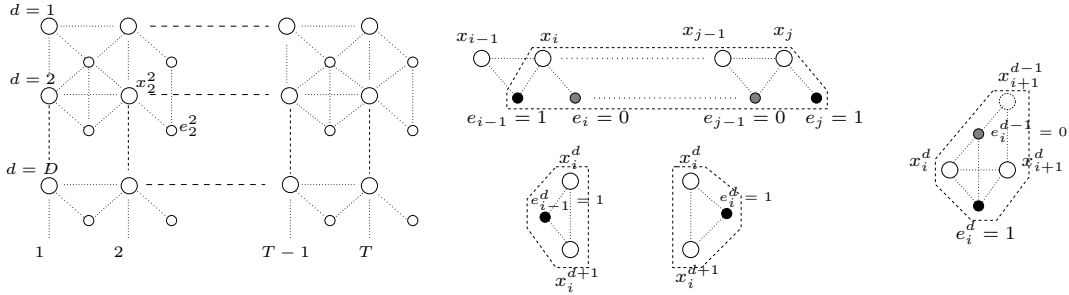 d = 1
d = 2
x_2^2
e_2^2
d = D
1
2
T − 1
T
x_{i−1}
x_i
x_{j−1}
x_j
e_{i−1} = 1
e_i = 0
e_{j−1} = 0
e_j = 1
x_i^d
e_{i−1}^d = 1
x_i^{d+1}
x_i^d
e_i^d = 1
x_i^{d+1}
x_{i+1}^{d−1}
e_i^{d−1} = 0
x_i^d
x_{i+1}^d
e_i^d = 1